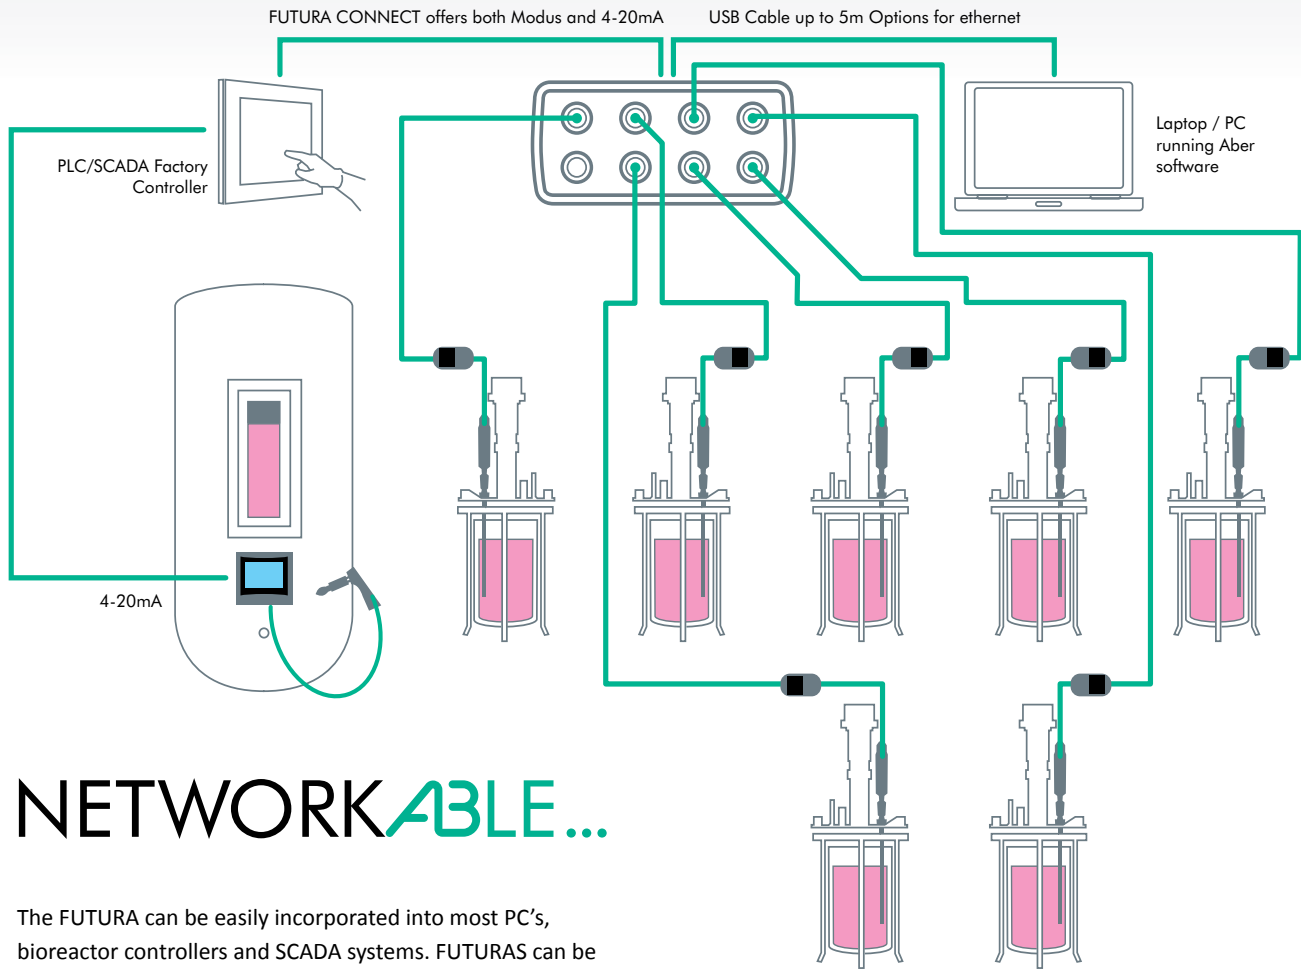 FUTURA CONNECT offers both Modus and 4-20mA
USB Cable up to 5m Options for ethernet
PLC/SCADA Factory
Controller
Laptop / PC
running Aber
software
4-20mA
NETWORKABLE...
The FUTURA can be easily incorporated into most PC's,
bioreactor controllers and SCADA systems. FUTURAS can be